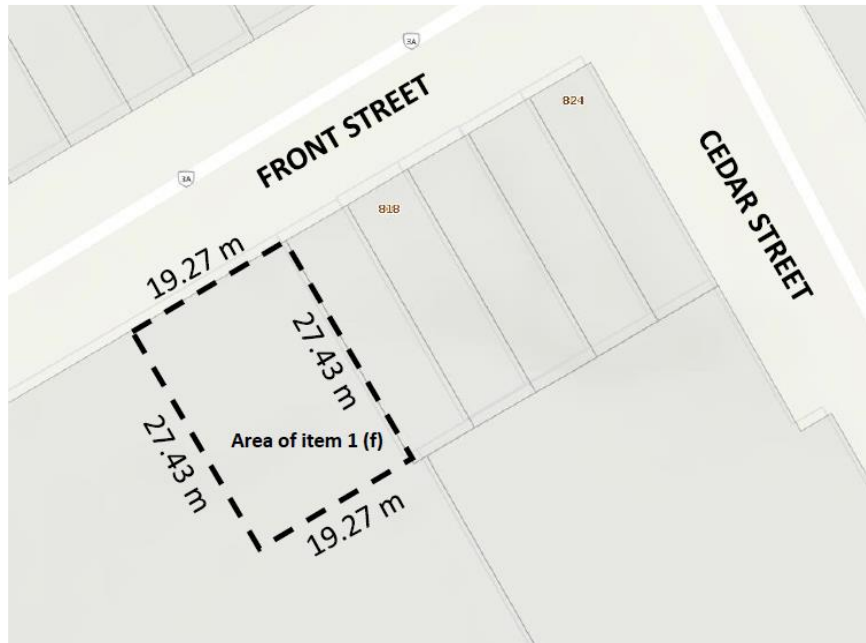 3A
FRONT STREET
3A
824
CEDAR STREET
818
19.27 m
27.43 m
27.43 m
Area of item 1 (f)
19.27 m